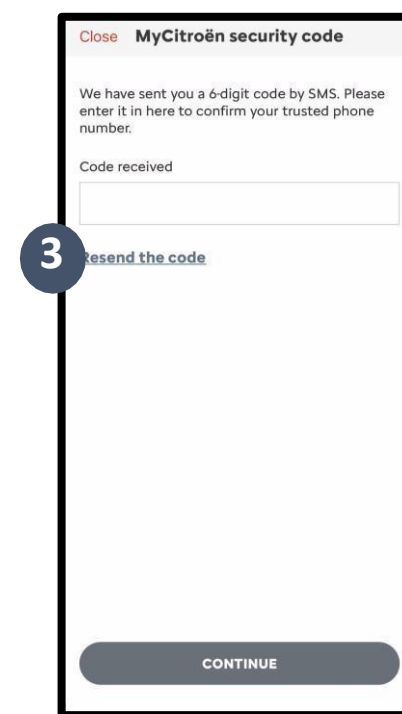 Close MyCitroën security code
We have sent you a 6-digit code by SMS. Please
enter it in here to confirm your trusted phone
number.
Code received
3
Resend the code
CONTINUE